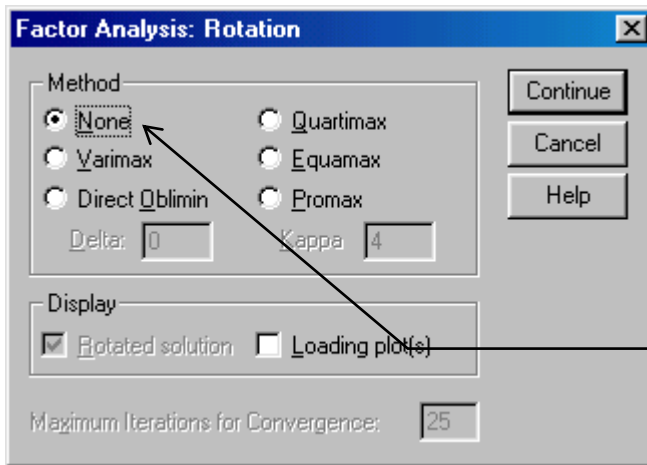 Factor Analysis: Rotation
Method
None
Quartimax
Varimax
Equamax
Direct Oblimin
Promax
Delta: 0
Kappa 4
Continue
Cancel
Help
Display
Rotated solution
Loading plot(s)
Maximum Iterations for Convergence: 25